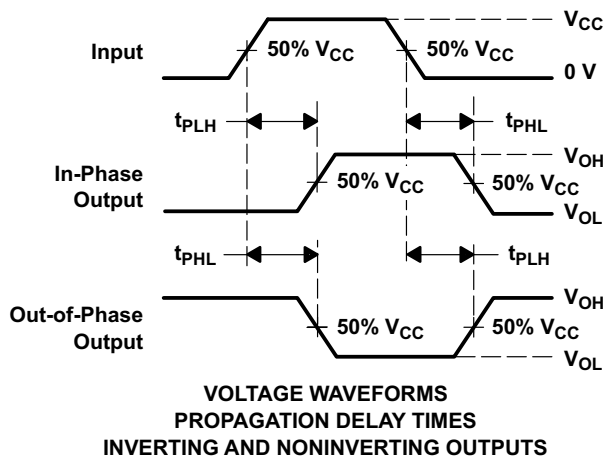 VCC
Input
50% VCC
50% VCC
0 V
tPLH
tPHL
VOH
In-Phase
Output
50% VCC
50% VCC
VOL
tPHL
tPLH
VOH
Out-of-Phase
Output
50% VCC
50% VCC
VOL
VOLTAGE WAVEFORMS
PROPAGATION DELAY TIMES
INVERTING AND NONINVERTING OUTPUTS